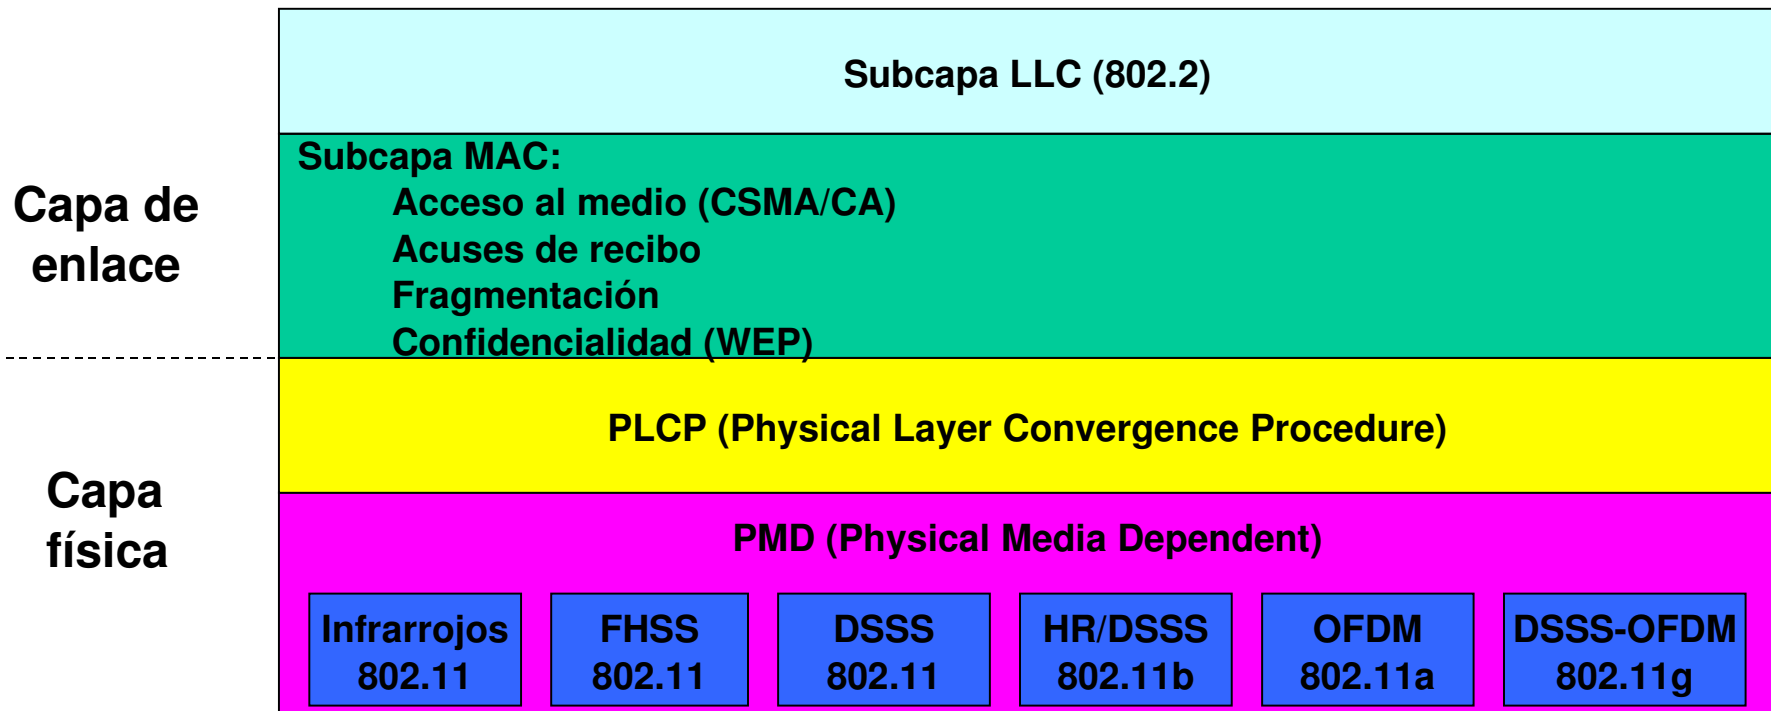 Subcapa LLC (802.2)
Capa de
enlace
Subcapa MAC:
Acceso al medio (CSMA/CA)
Acuses de recibo
Fragmentación
Confidencialidad (WEP)
Capa
física
PLCP (Physical Layer Convergence Procedure)
PMD (Physical Media Dependent)
Infrarrojos
802.11
FHSS
802.11
DSSS
802.11
HR/DSSS
802.11b
OFDM
802.11a
DSSS-OFDM
802.11g